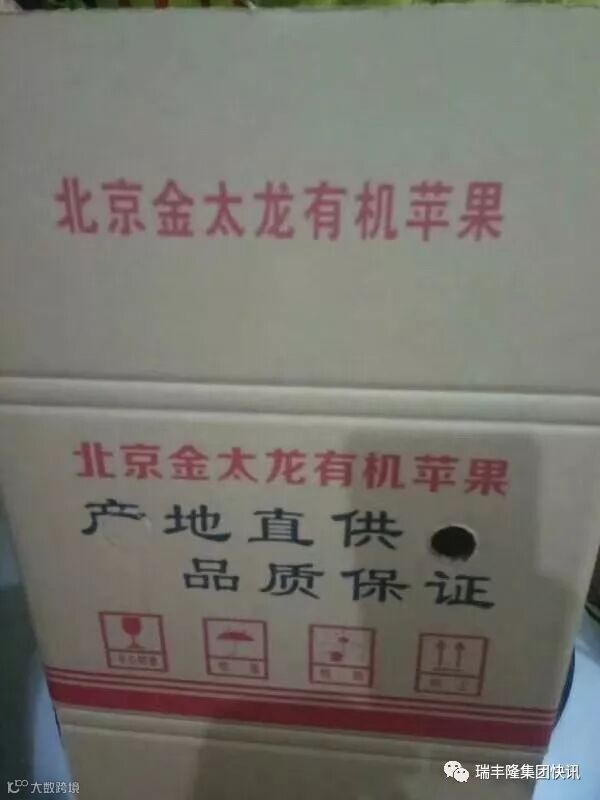 北京金太龙有机苹果
北京金太龙有机苹果
产地直供
品质保证
大数跨境
瑞丰隆集团快讯